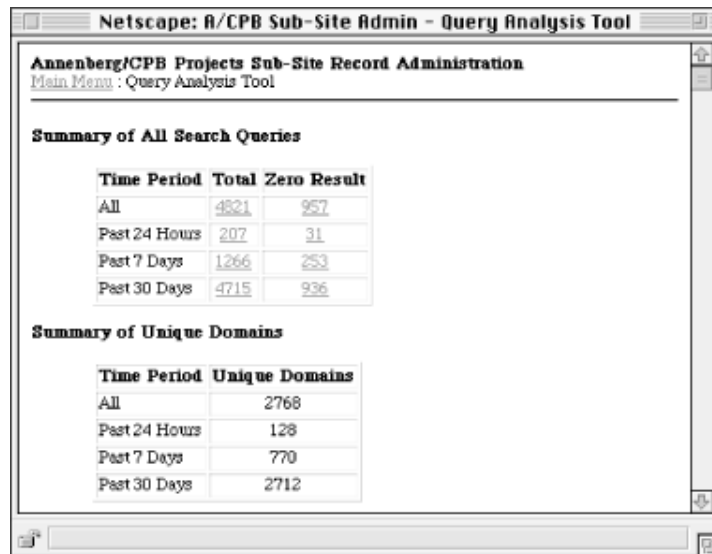 Netscape: A/CPB Sub-Site Admin - Query Analysis Tool
Annenberg/CPB Projects Sub-Site Record Administration
Main Menu : Query Analysis Tool
Summary of All Search Queries
Time Period Total Zero Result
All 4821 957
Past 24 Hours 207 31
Past 7 Days 1266 253
Past 30 Days 4715 936
Summary of Unique Domains
Time Period Unique Domains
All 2768
Past 24 Hours 128
Past 7 Days 770
Past 30 Days 2712